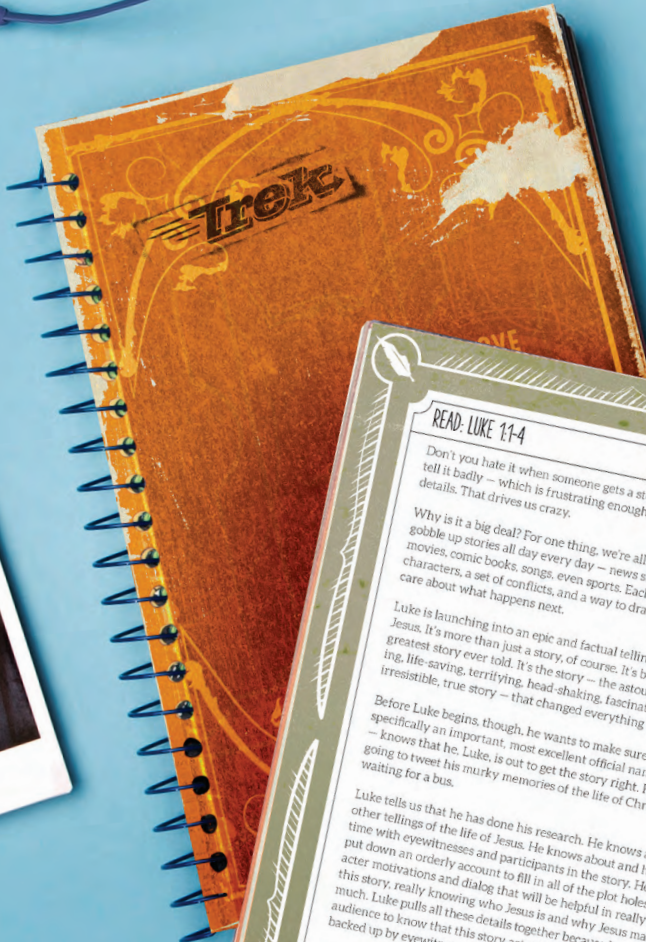 Trek
READ: LUKE 1:1-4
Don't you hate it when someone gets a st
tell it badly — which is frustrating enough
details. That drives us crazy.
Why is it a big deal? For one thing, we're all
gobble up stories all day every day — news s
movies, comic books, songs, even sports. Eac
characters, a set of conflicts, and a way to dra
care about what happens next.
Luke is launching into an epic and factual tellin
Jesus. It's more than just a story, of course. It's b
greatest story ever told. It's the story — the astou
ing, life-saving, terrifying, head-shaking, fascinat
irresistible, true story — that changed everything
Before Luke begins, though, he wants to make sure
specifically an important, most excellent official nam
— knows that he, Luke, is out to get the story right. H
going to tweet his murky memories of the life of Chr
waiting for a bus.
Luke tells us that he has done his research. He knows a
other tellings of the life of Jesus. He knows about and h
time with eyewitnesses and participants in the story. He
put down an orderly account to fill in all of the plot holes
acter motivations and dialog that will be helpful in really
this story, really knowing who Jesus is and why Jesus ma
much. Luke pulls all these details together becau
audience to know that this story
backed up by